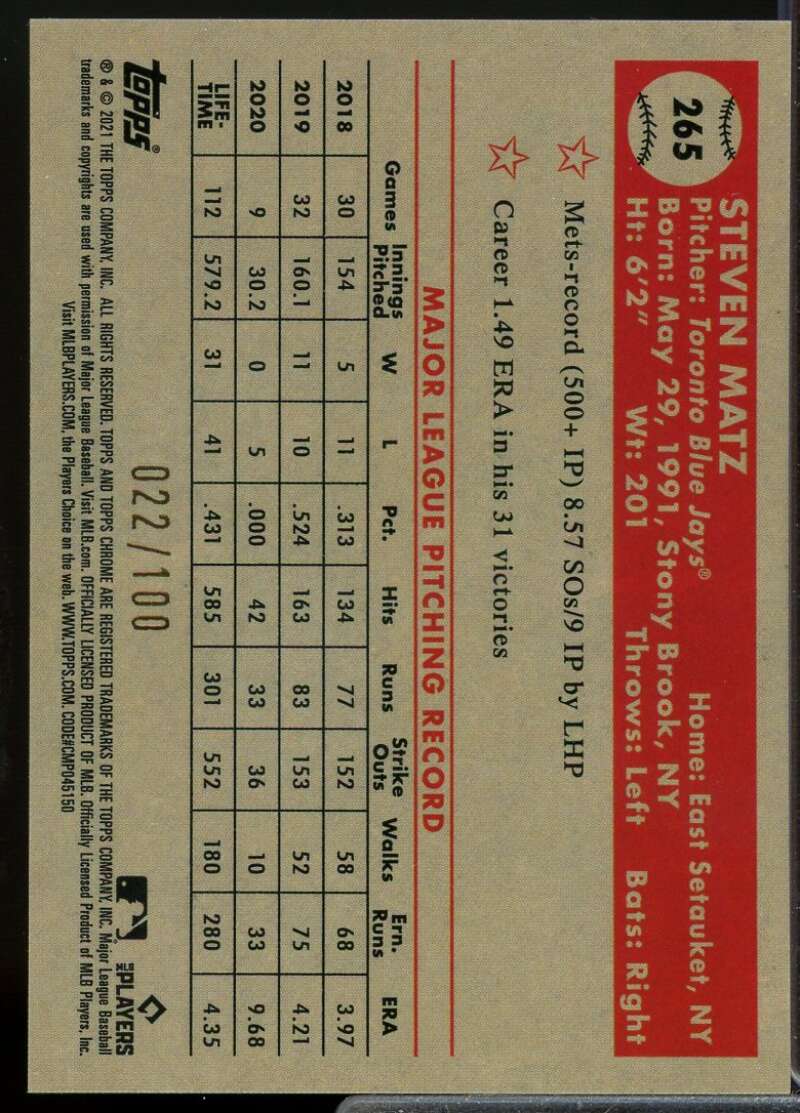 265
STEVEN MATZ
Pitcher: Toronto Blue Jays® Home: East Setauket, NY
Born: May 29, 1991, Stony Brook, NY
Ht: 6'2" Wt: 201 Throws: Left Bats: Right
Mets-record (500+ IP) 8.57 SOs/9 IP by LHP
Career 1.49 ERA in his 31 victories
MAJOR LEAGUE PITCHING RECORD
Games Innings Pitched W L Pct. Hits Runs Strike Outs Walks Ern. Runs ERA
2018 30 154 5 11 .313 134 77 152 58 68 3.97
2019 32 160.1 11 10 .524 163 83 153 52 75 4.21
2020 9 30.2 0 5 .000 42 33 36 10 33 9.68
LIFE-TIME 112 579.2 31 41 .431 585 301 552 180 280 4.35
022/100
topps®
MLB PLAYERS
® & © 2021 THE TOPPS COMPANY, INC. ALL RIGHTS RESERVED. TOPPS AND TOPPS CHROME ARE REGISTERED TRADEMARKS OF THE TOPPS COMPANY, INC. Major League Baseball
trademarks and copyrights are used with permission of Major League Baseball. Visit MLB.com. OFFICIALLY LICENSED PRODUCT OF MLB. Officially Licensed Product of MLB Players, Inc.
Visit MLBPLAYERS.COM, the Players Choice on the web. WWW.TOPPS.COM. CODE#CMP045150